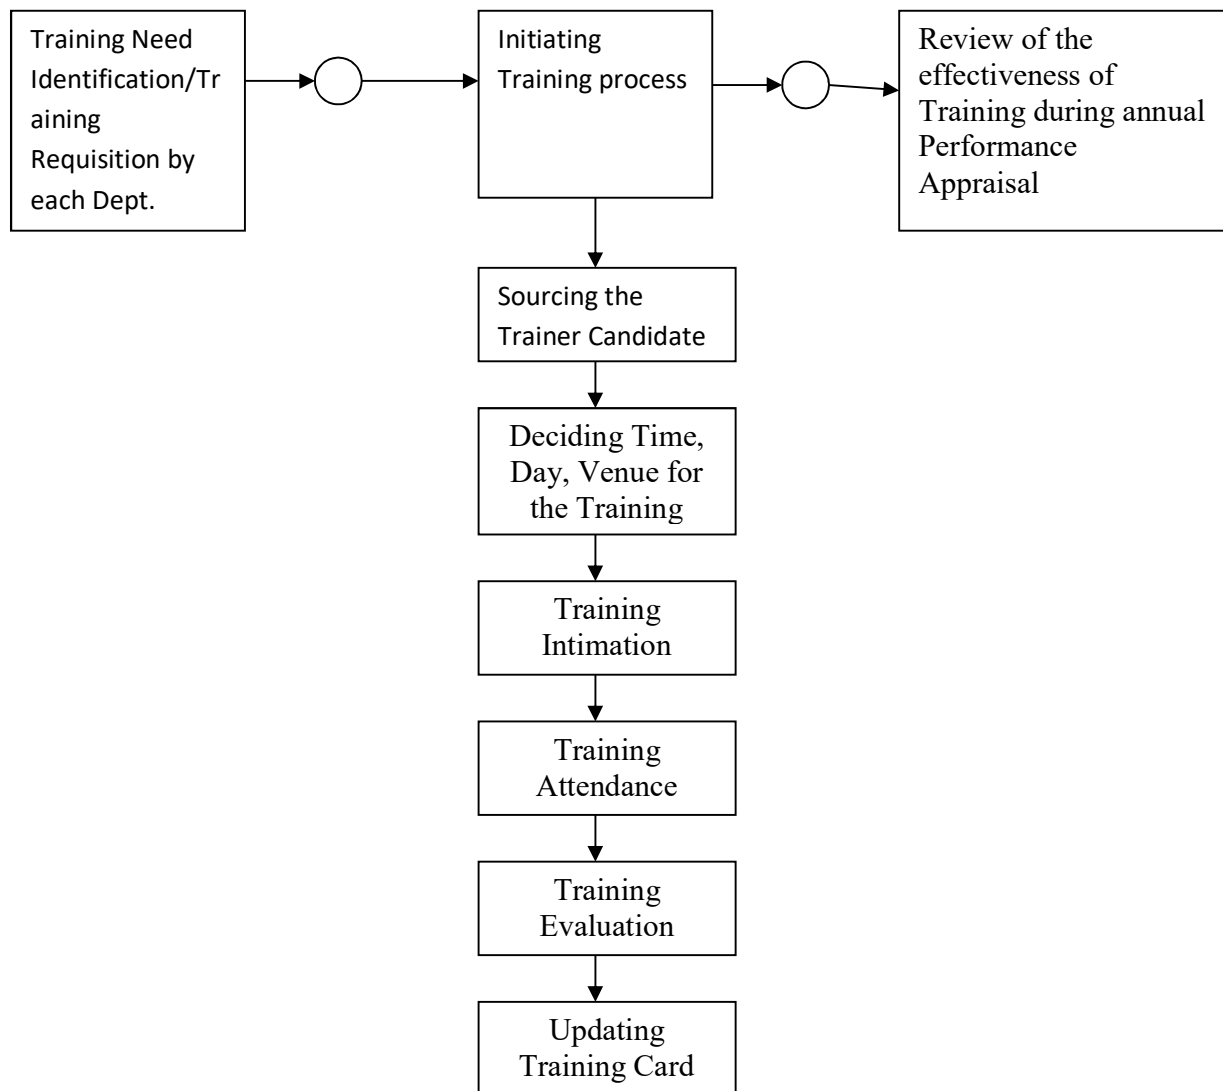 Training Need
Identification/Tr
aining
Requisition by
each Dept.
Initiating
Training process
Review of the
effectiveness of
Training during annual
Performance
Appraisal
Sourcing the
Trainer Candidate
Deciding Time,
Day, Venue for
the Training
Training
Intimation
Training
Attendance
Training
Evaluation
Updating
Training Card